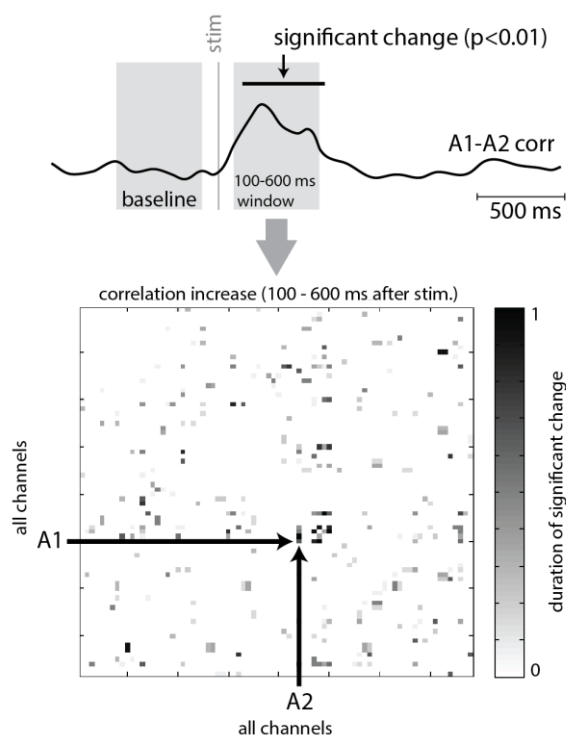 stim
significant change (p<0.01)
A1-A2 corr
baseline
100-600 ms
window
500 ms
correlation increase (100 - 600 ms after stim.)
1
all channels
A1
duration of significant change
0
A2
all channels